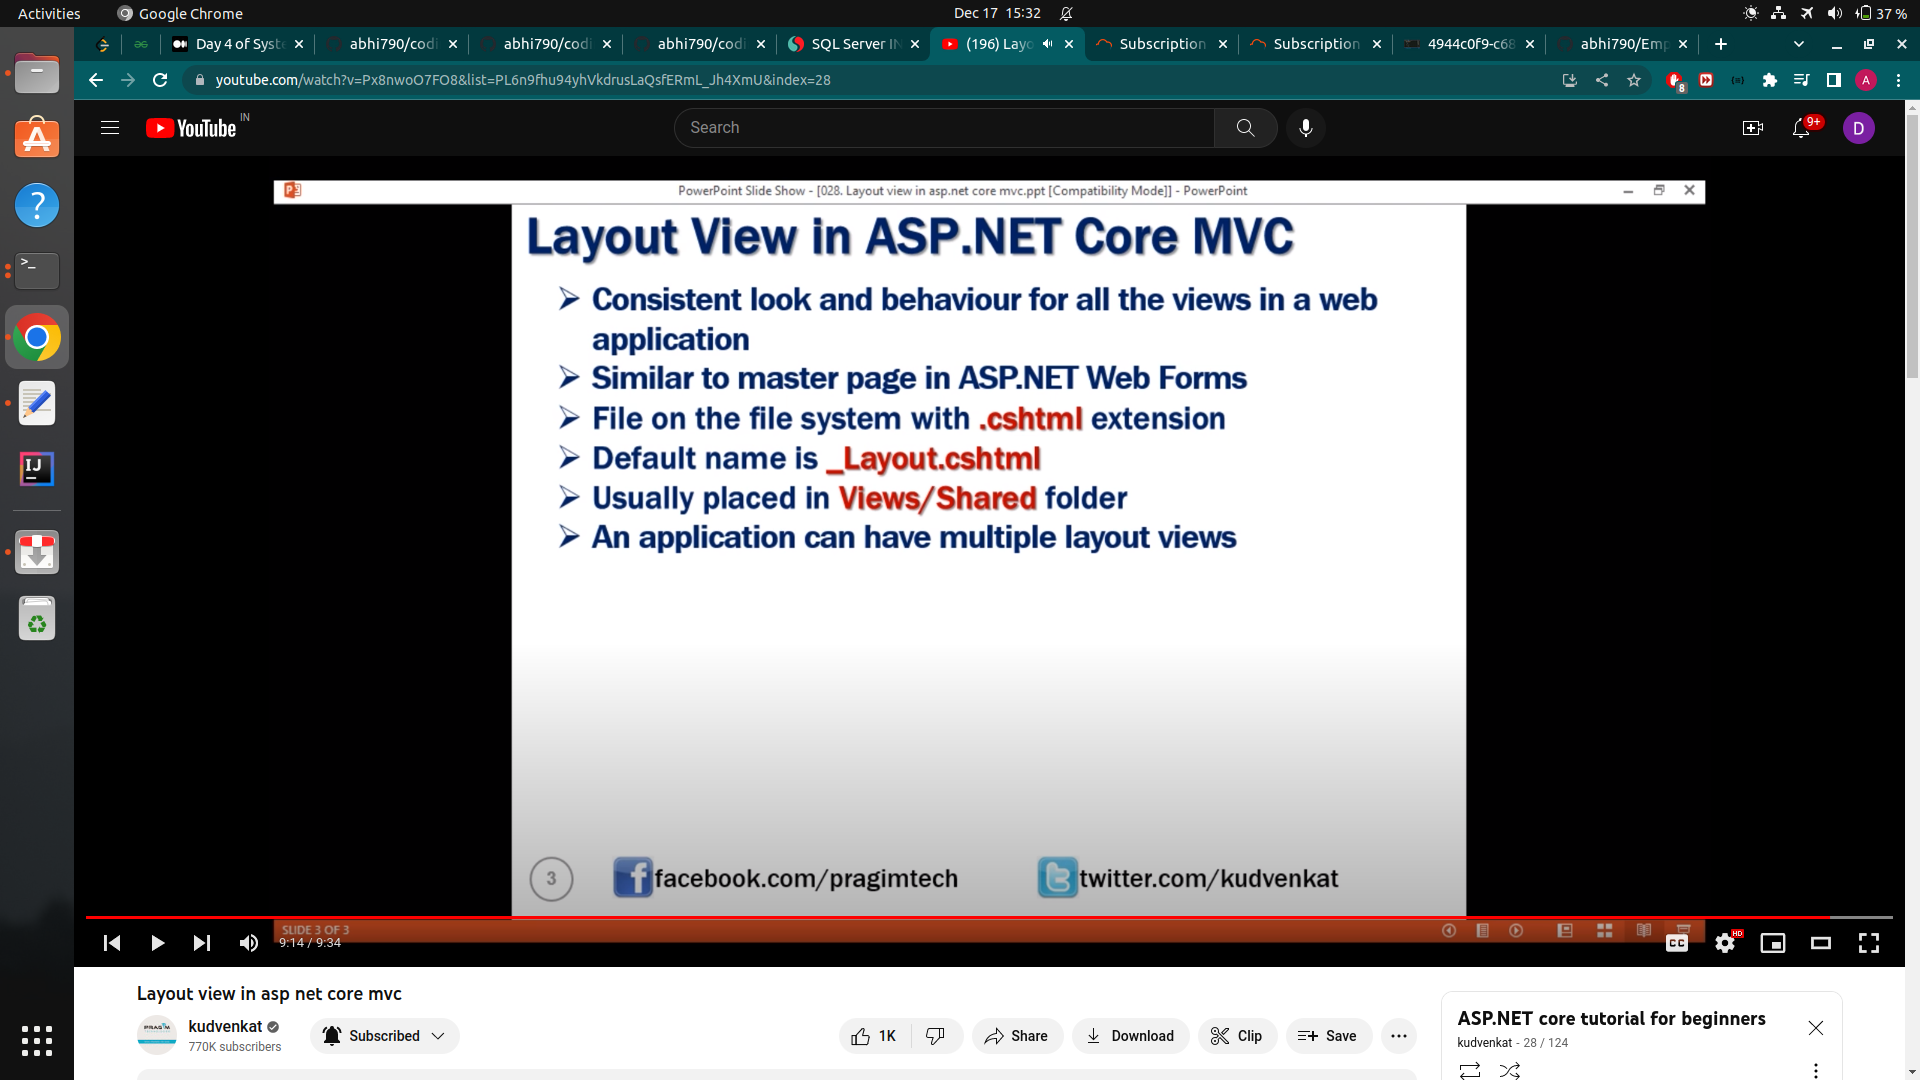 Activities
Google Chrome
Dec 17 15:32
37 %
Day 4 of Syst
abhi790/codi
abhi790/codi
abhi790/codi
SQL Server IN
(196) Layo
Subscription
Subscription
4944c0f9-c68
abhi790/Emp
youtube.com/watch?v=Px8nwoO7FO8&list=PL6n9fhu94yhVkdrusLaQsfERmL_Jh4XmU&index=28
8
A
YouTube
IN
Search
9+
D
PowerPoint Slide Show - [028. Layout view in asp.net core mvc.ppt [Compatibility Mode]] - PowerPoint
Layout View in ASP.NET Core MVC
Consistent look and behaviour for all the views in a web
application
Similar to master page in ASP.NET Web Forms
File on the file system with .cshtml extension
Default name is _Layout.cshtml
Usually placed in Views/Shared folder
An application can have multiple layout views
3
facebook.com/pragimtech
twitter.com/kudvenkat
SLIDE 3 OF 3
9:14 / 9:34
CC
HD
Layout view in asp net core mvc
PRAGIM
kudvenkat
770K subscribers
Subscribed
1K
Share
Download
Clip
Save
ASP.NET core tutorial for beginners
kudvenkat - 28 / 124